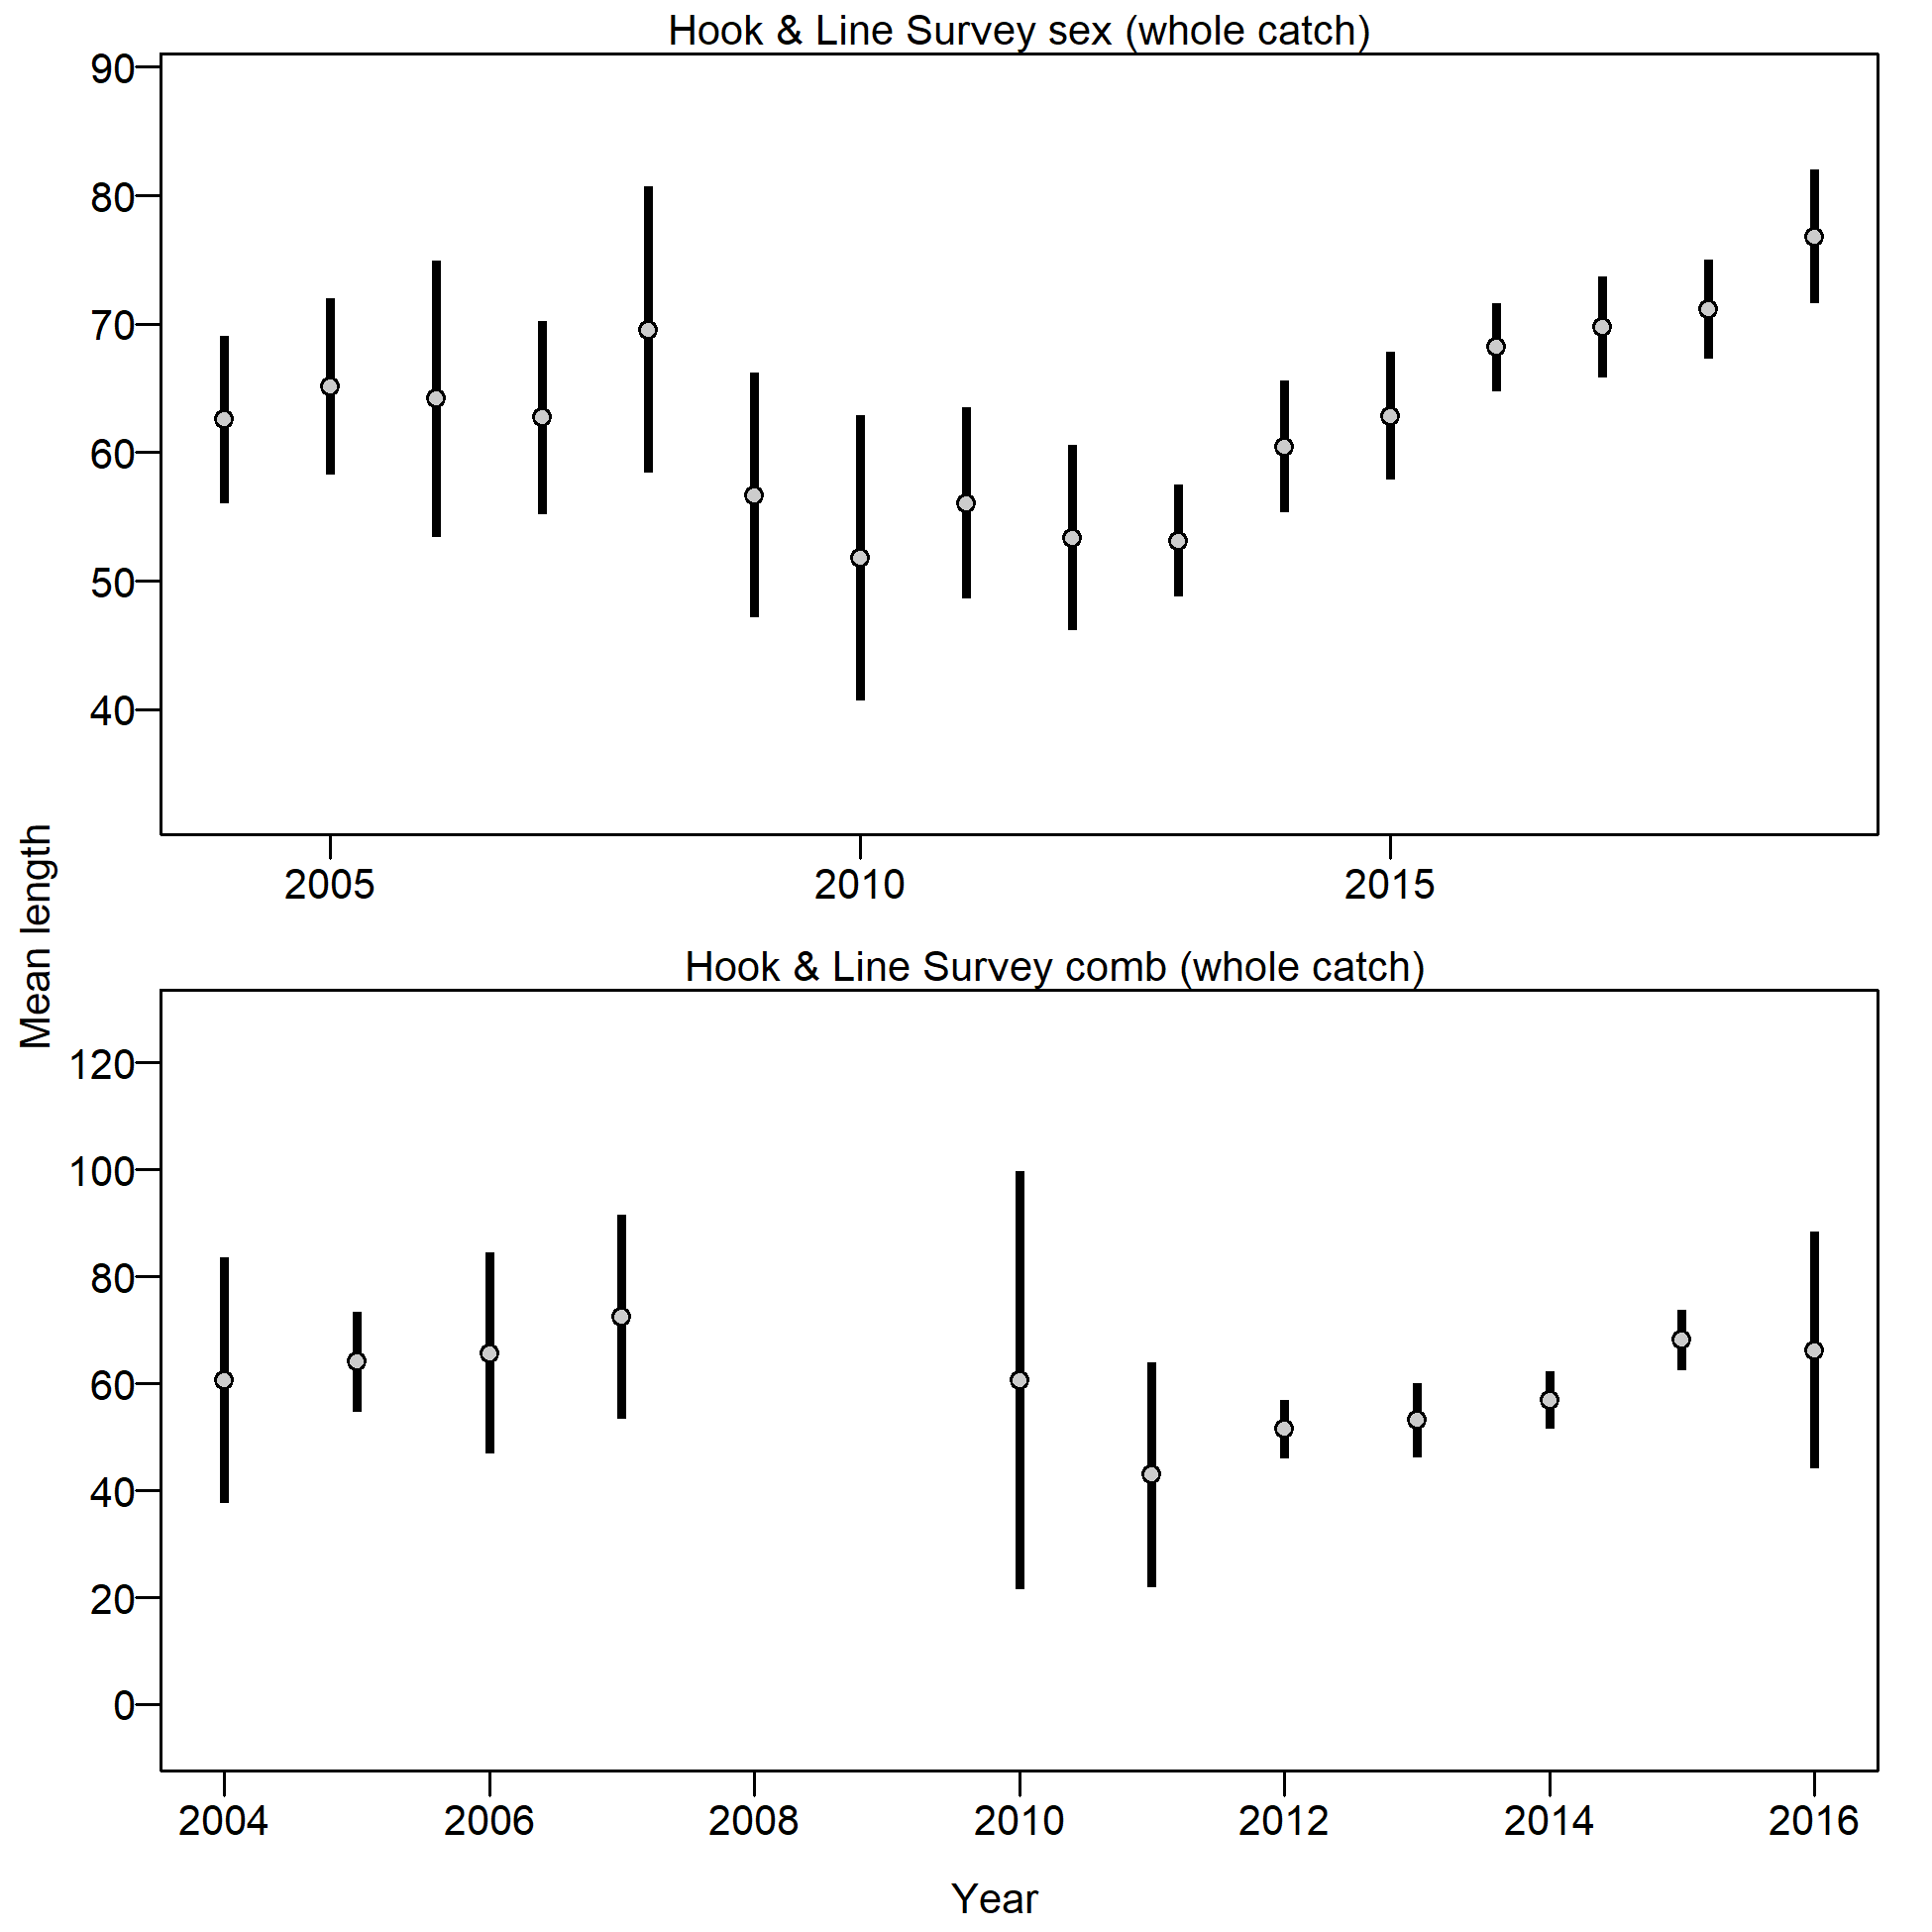 Hook & Line Survey sex (whole catch)
90
80
70
60
50
40
2005 2010 2015
Mean length
Hook & Line Survey comb (whole catch)
120
100
80
60
40
20
0
2004 2006 2008 2010 2012 2014 2016
Year